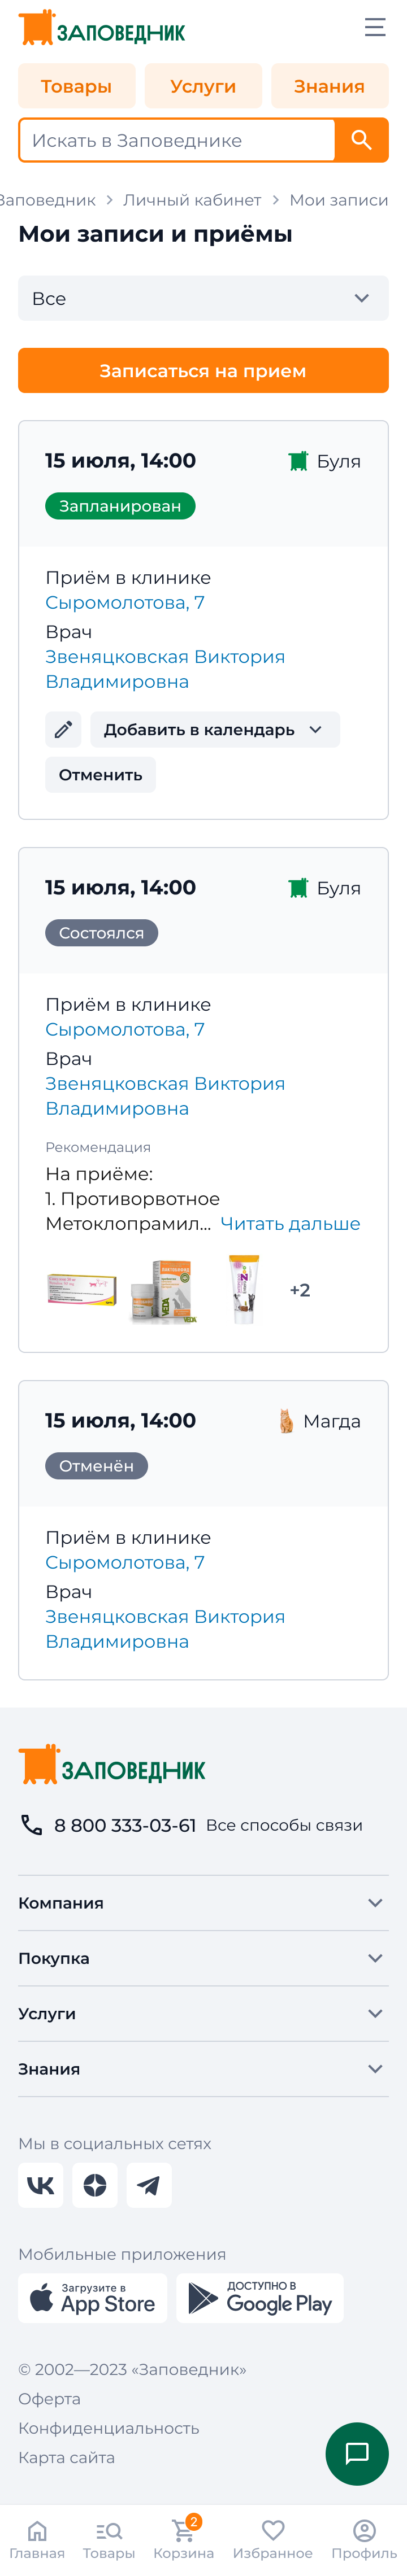 ЗАПОВЕДНИК
Товары
Услуги
Знания
Искать в Заповеднике
Заповедник
Личный кабинет
Мои записи
Мои записи и приёмы
Все
Записаться на прием
15 июля, 14:00
Буля
Запланирован
Приём в клинике
Сыромолотова, 7
Врач
Звеняцковская Виктория
Владимировна
Добавить в календарь
Отменить
15 июля, 14:00
Буля
Состоялся
Приём в клинике
Сыромолотова, 7
Врач
Звеняцковская Виктория
Владимировна
Рекомендация
На приёме:
1. Противорвотное
Метоклопрамил... Читать дальше
VEDA
VEDA
+2
15 июля, 14:00
Магда
Отменён
Приём в клинике
Сыромолотова, 7
Врач
Звеняцковская Виктория
Владимировна
ЗАПОВЕДНИК
8 800 333-03-61 Все способы связи
Компания
Покупка
Услуги
Знания
Мы в социальных сетях
Мобильные приложения
Загрузите в
App Store
ДОСТУПНО В
Google Play
© 2002—2023 «Заповедник»
Оферта
Конфиденциальность
Карта сайта
2
Главная
Товары
Корзина
Избранное
Профиль